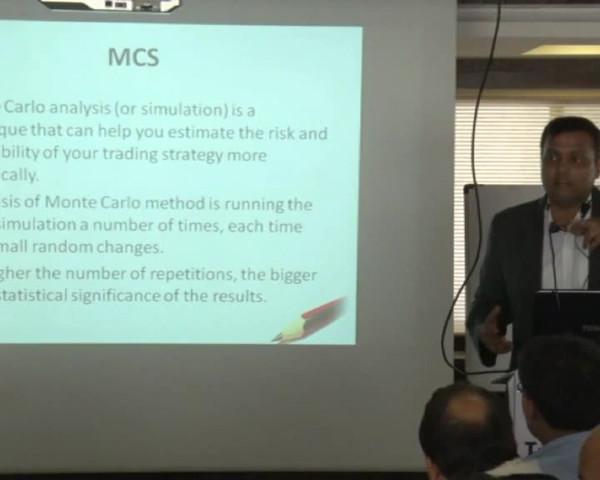 MCS
Carlo analysis (or simulation) is a
que that can help you estimate the risk and
bility of your trading strategy more
cally.
sis of Monte Carlo method is running the
simulation a number of times, each time
mall random changes.
gher the number of repetitions, the bigger
statistical significance of the results.